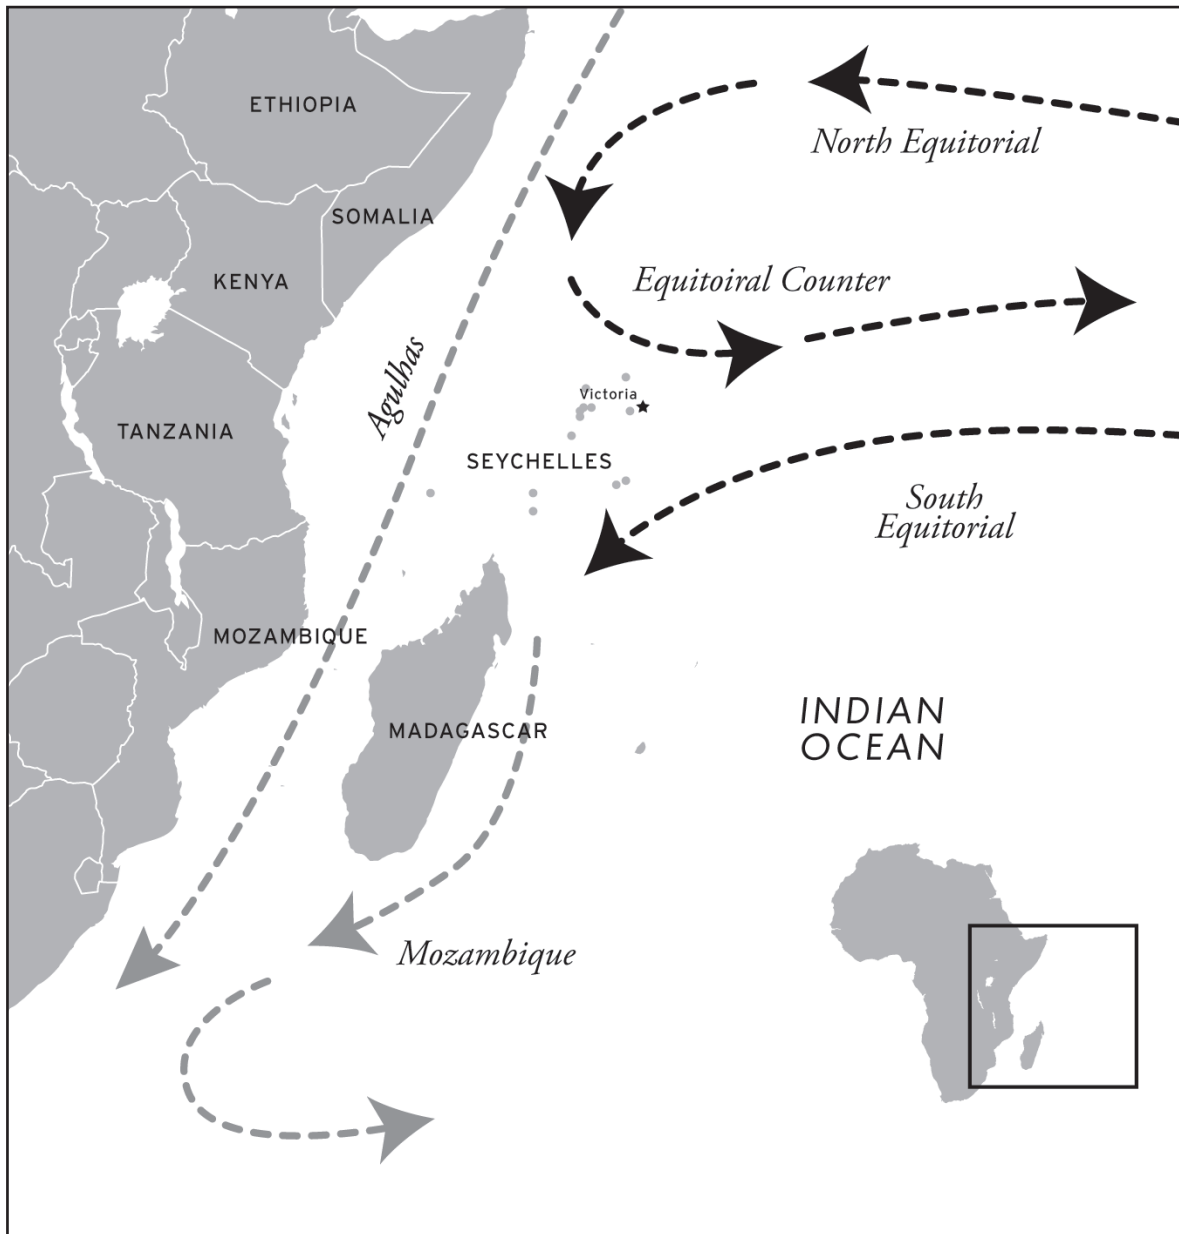 ETHIOPIA
North Equitorial
SOMALIA
KENYA
Equitoiral Counter
Agulhas
Victoria
TANZANIA
SEYCHELLES
South
Equitorial
MOZAMBIQUE
MADAGASCAR
INDIAN
OCEAN
Mozambique